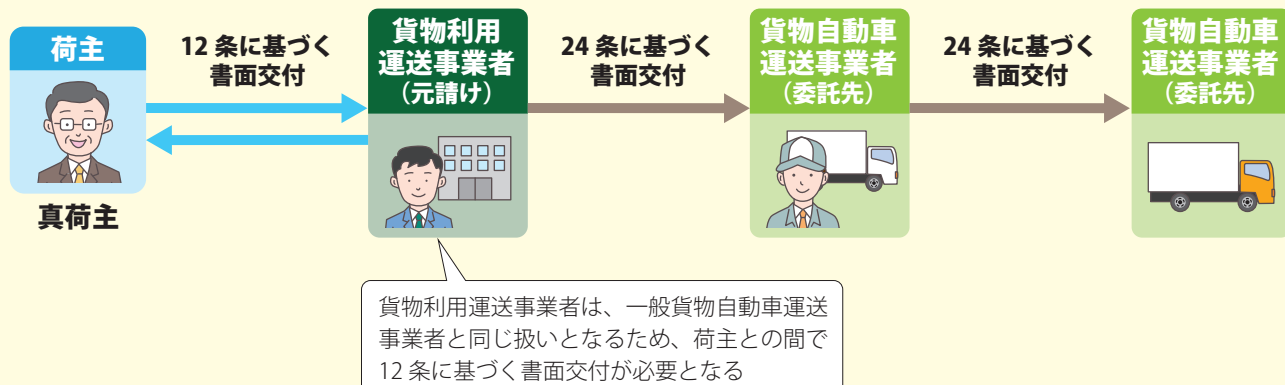 荷主
真荷主
12 条に基づく
書面交付
貨物利用
運送事業者
（元請け）
24 条に基づく
書面交付
貨物自動車
運送事業者
（委託先）
24 条に基づく
書面交付
貨物自動車
運送事業者
（委託先）
貨物利用運送事業者は、一般貨物自動車運送
事業者と同じ扱いとなるため、荷主との間で
12 条に基づく書面交付が必要となる